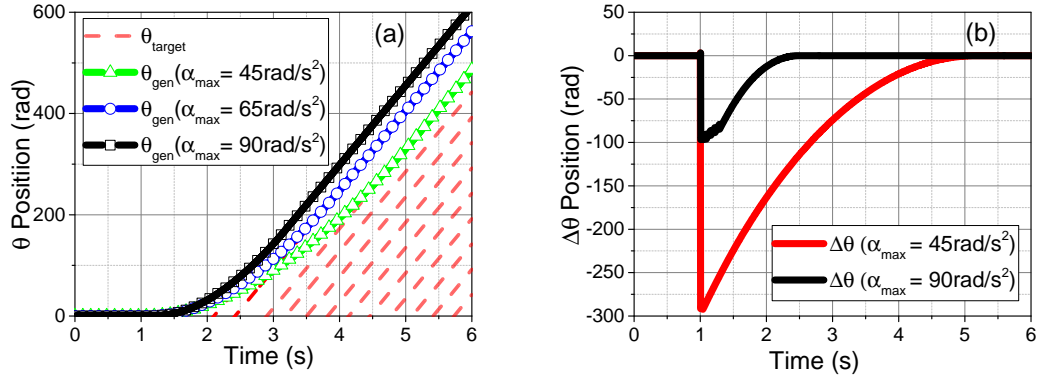 600
400
200
0
θ Position (rad)
(a)
θtarget
θgen(αmax = 45rad/s²)
θgen(αmax = 65rad/s²)
θgen(αmax = 90rad/s²)
0 1 2 3 4 5 6
Time (s)
50
0
-50
-100
-150
-200
-250
-300
Δθ Position (rad)
(b)
Δθ (αmax = 45rad/s²)
Δθ (αmax = 90rad/s²)
0 1 2 3 4 5 6
Time (s)